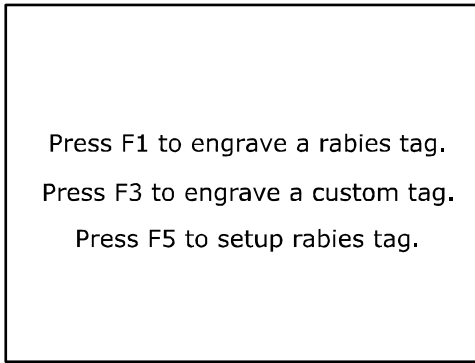 Press F1 to engrave a rabies tag.
Press F3 to engrave a custom tag.
Press F5 to setup rabies tag.